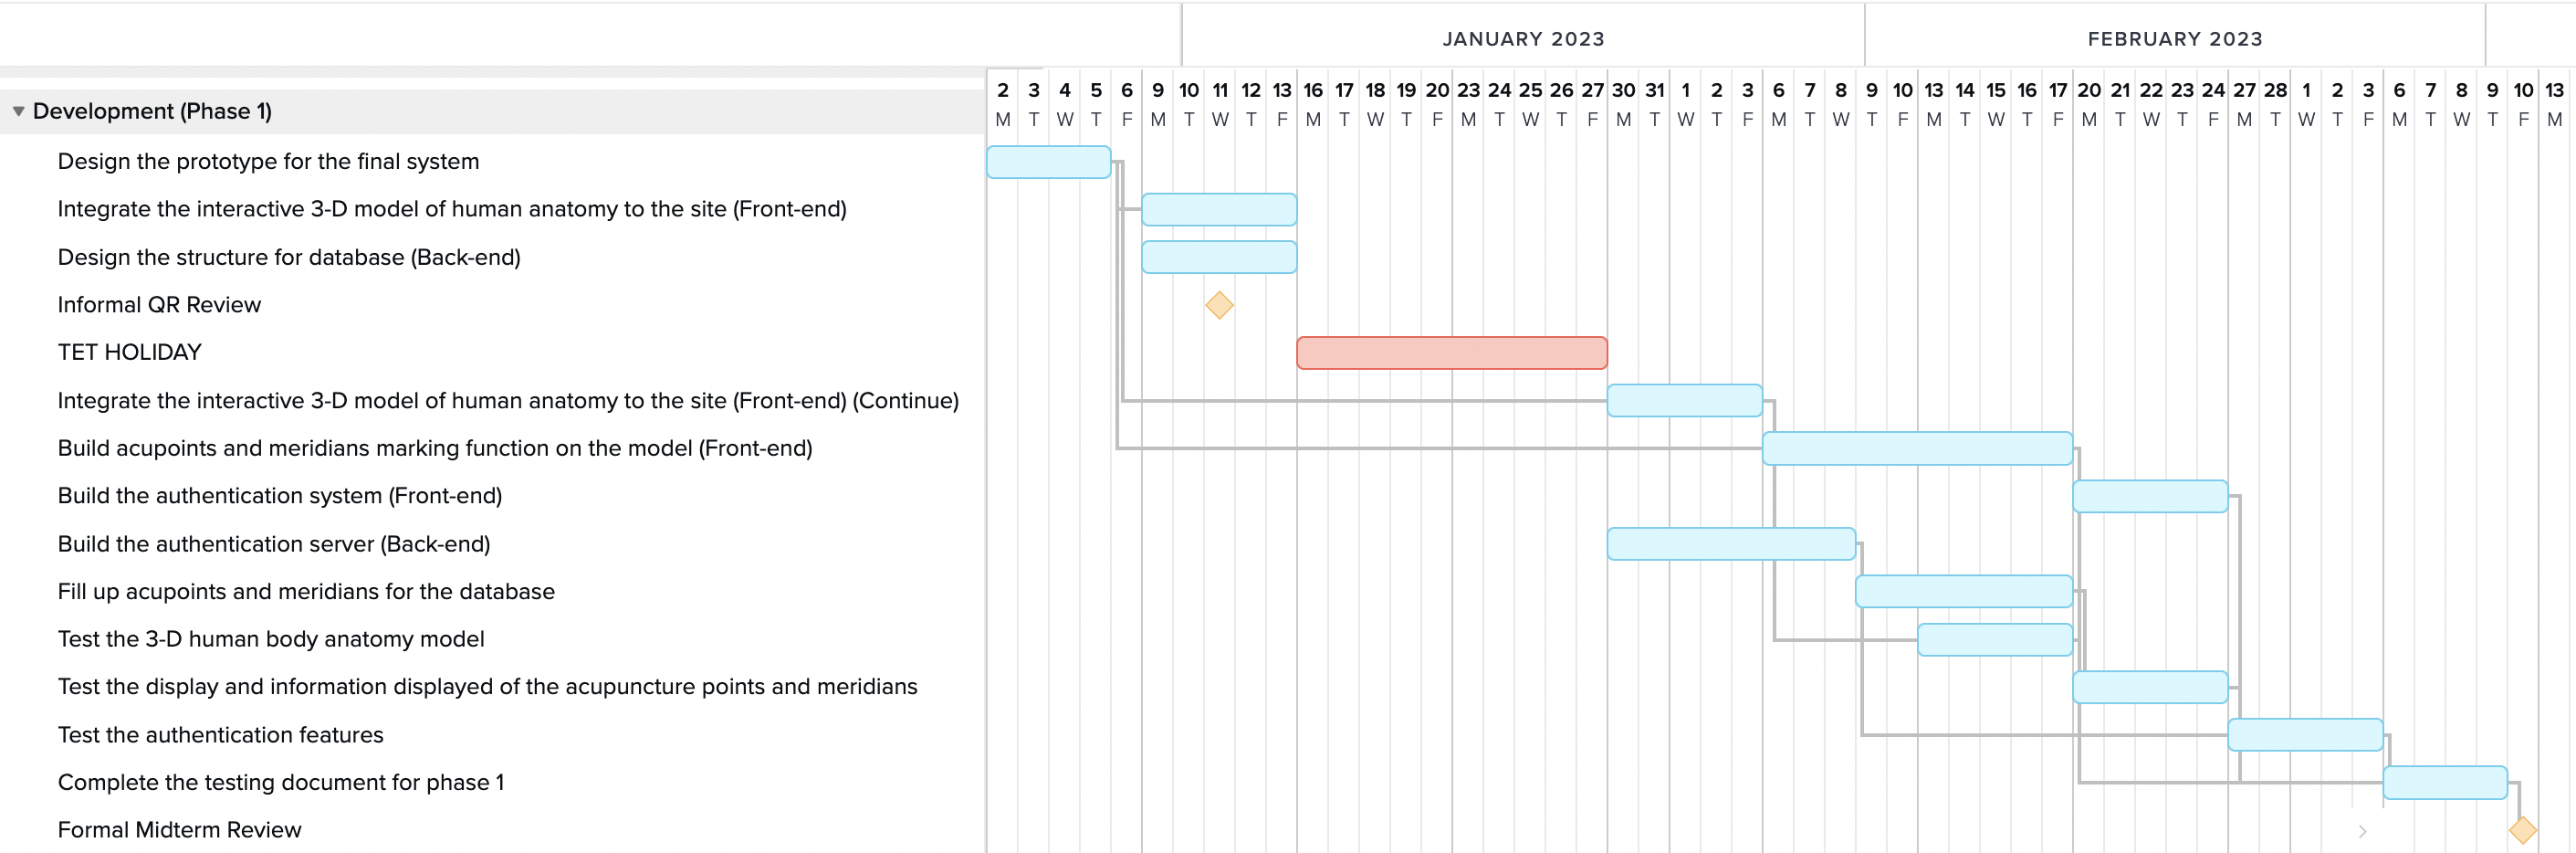 JANUARY 2023 FEBRUARY 2023
2 3 4 5 6 9 10 11 12 13 16 17 18 19 20 23 24 25 26 27 30 31 1 2 3 6 7 8 9 10 13 14 15 16 17 20 21 22 23 24 27 28 1 2 3 6 7 8 9 10 13
Development (Phase 1)
M T W T F M T W T F M T W T F M T W T F M T W T F M T W T F M T W T F M T W T F M T W T F M T W T F M
Design the prototype for the final system
Integrate the interactive 3-D model of human anatomy to the site (Front-end)
Design the structure for database (Back-end)
Informal QR Review
TET HOLIDAY
Integrate the interactive 3-D model of human anatomy to the site (Front-end) (Continue)
Build acupoints and meridians marking function on the model (Front-end)
Build the authentication system (Front-end)
Build the authentication server (Back-end)
Fill up acupoints and meridians for the database
Test the 3-D human body anatomy model
Test the display and information displayed of the acupuncture points and meridians
Test the authentication features
Complete the testing document for phase 1
Formal Midterm Review